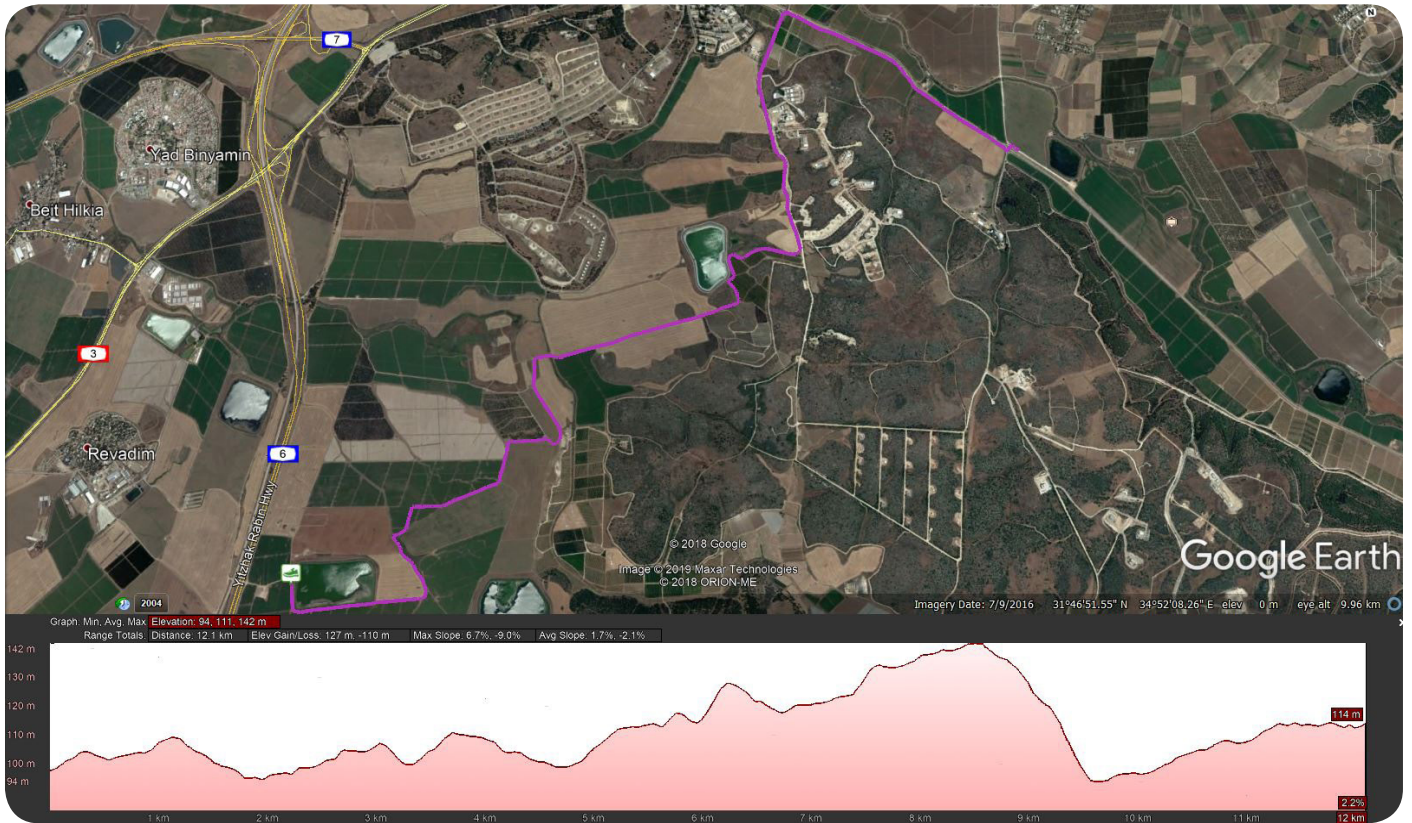 N
7
Yad Binyamin
Beit Hilkia
3
Revadim
6
Yitzhak Rabin Hwy
© 2018 Google
Image © 2019 Maxar Technologies
© 2018 ORION-ME
Google Earth
2004
Imagery Date: 7/9/2016 31°46'51.55" N 34°52'08.26" E elev 0 m eye alt 9.96 km
Graph: Min, Avg, Max Elevation: 94, 111, 142 m
Range Totals: Distance: 12.1 km Elev Gain/Loss: 127 m, -110 m Max Slope: 6.7%, -9.0% Avg Slope: 1.7%, -2.1%
142 m
130 m
120 m
110 m
100 m
94 m
114 m
2.2%
1 km 2 km 3 km 4 km 5 km 6 km 7 km 8 km 9 km 10 km 11 km 12 km